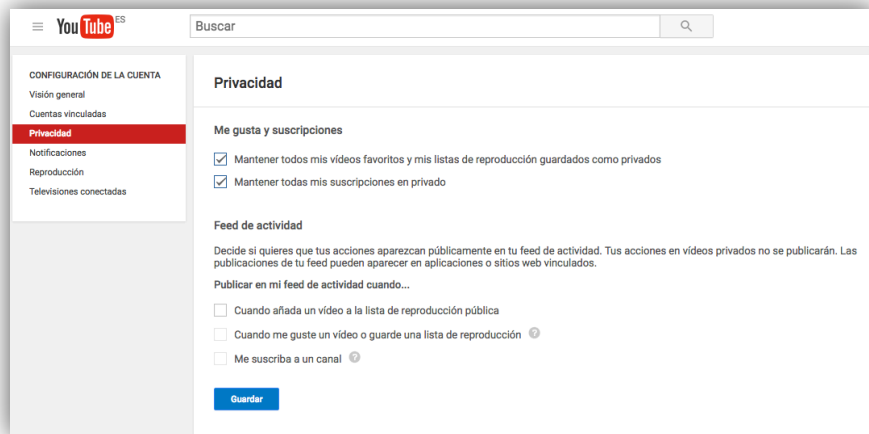 YouTube ES
Buscar
CONFIGURACIÓN DE LA CUENTA
Visión general
Cuentas vinculadas
Privacidad
Notificaciones
Reproducción
Televisiones conectadas
Privacidad
Me gusta y suscripciones
Mantener todos mis vídeos favoritos y mis listas de reproducción guardados como privados
Mantener todas mis suscripciones en privado
Feed de actividad
Decide si quieres que tus acciones aparezcan públicamente en tu feed de actividad. Tus acciones en vídeos privados no se publicarán. Las
publicaciones de tu feed pueden aparecer en aplicaciones o sitios web vinculados.
Publicar en mi feed de actividad cuando...
Cuando añada un vídeo a la lista de reproducción pública
Cuando me guste un vídeo o guarde una lista de reproducción ?
Me suscriba a un canal ?
Guardar